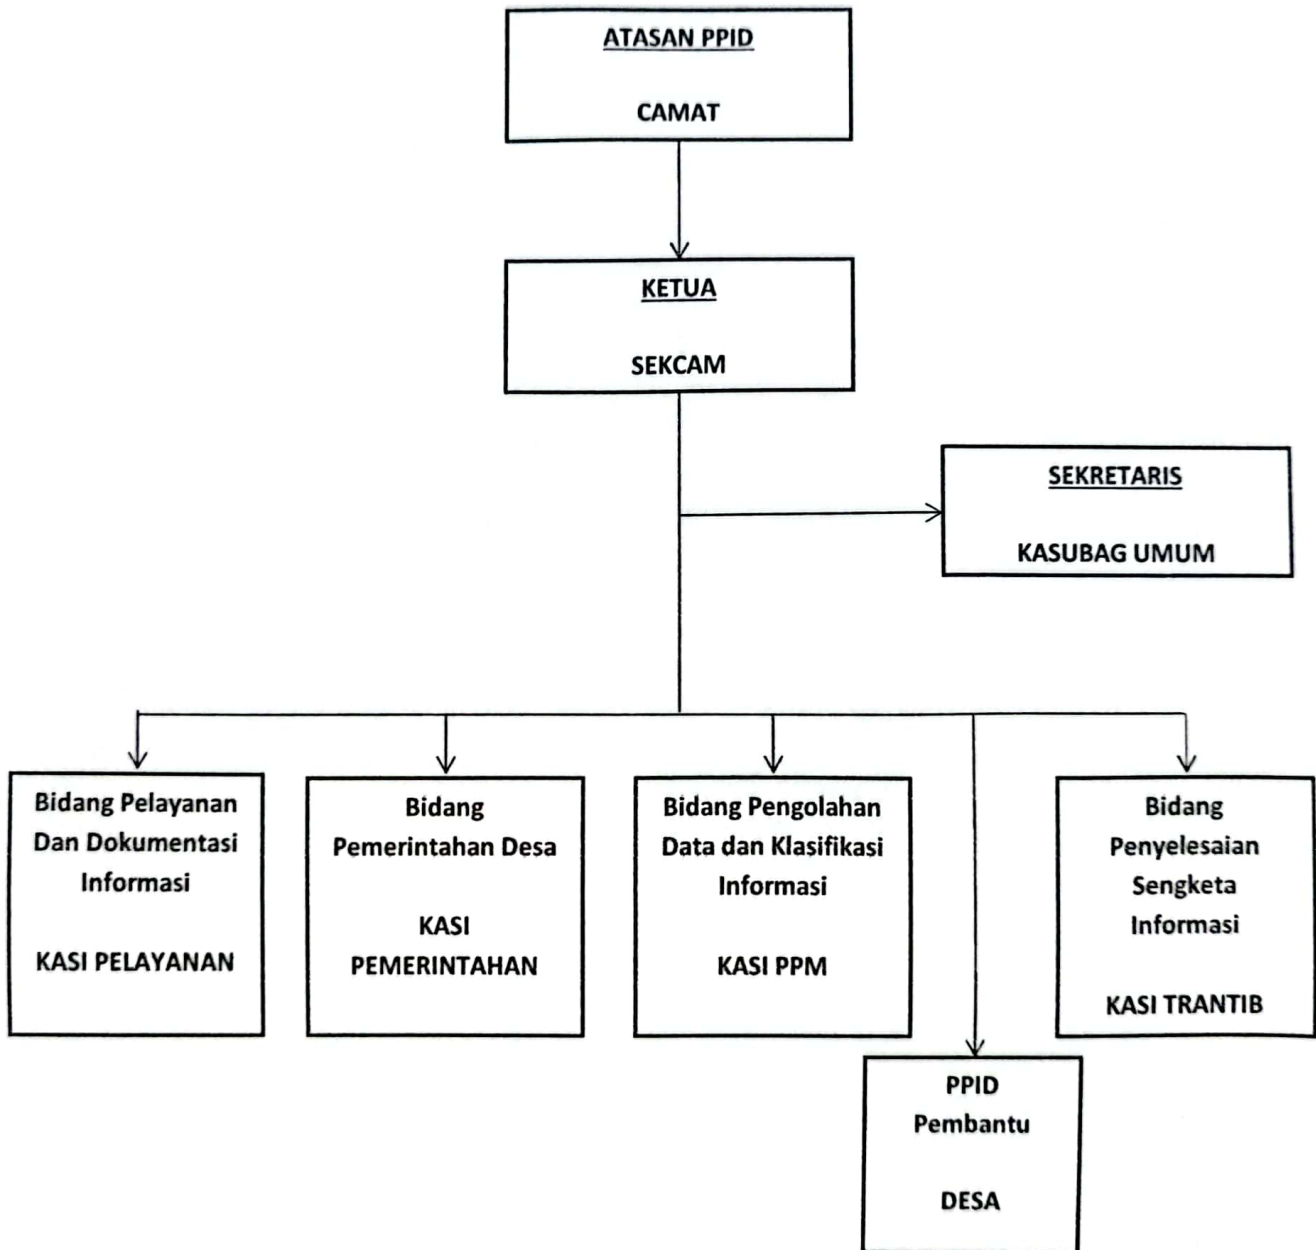 ATASAN PPID
CAMAT
KETUA
SEKCAM
SEKRETARIS
KASUBAG UMUM
Bidang Pelayanan
Dan Dokumentasi
Informasi
KASI PELAYANAN
Bidang
Pemerintahan Desa
KASI
PEMERINTAHAN
Bidang Pengolahan
Data dan Klasifikasi
Informasi
KASI PPM
Bidang
Penyelesaian
Sengketa
Informasi
KASI TRANTIB
PPID
Pembantu
DESA